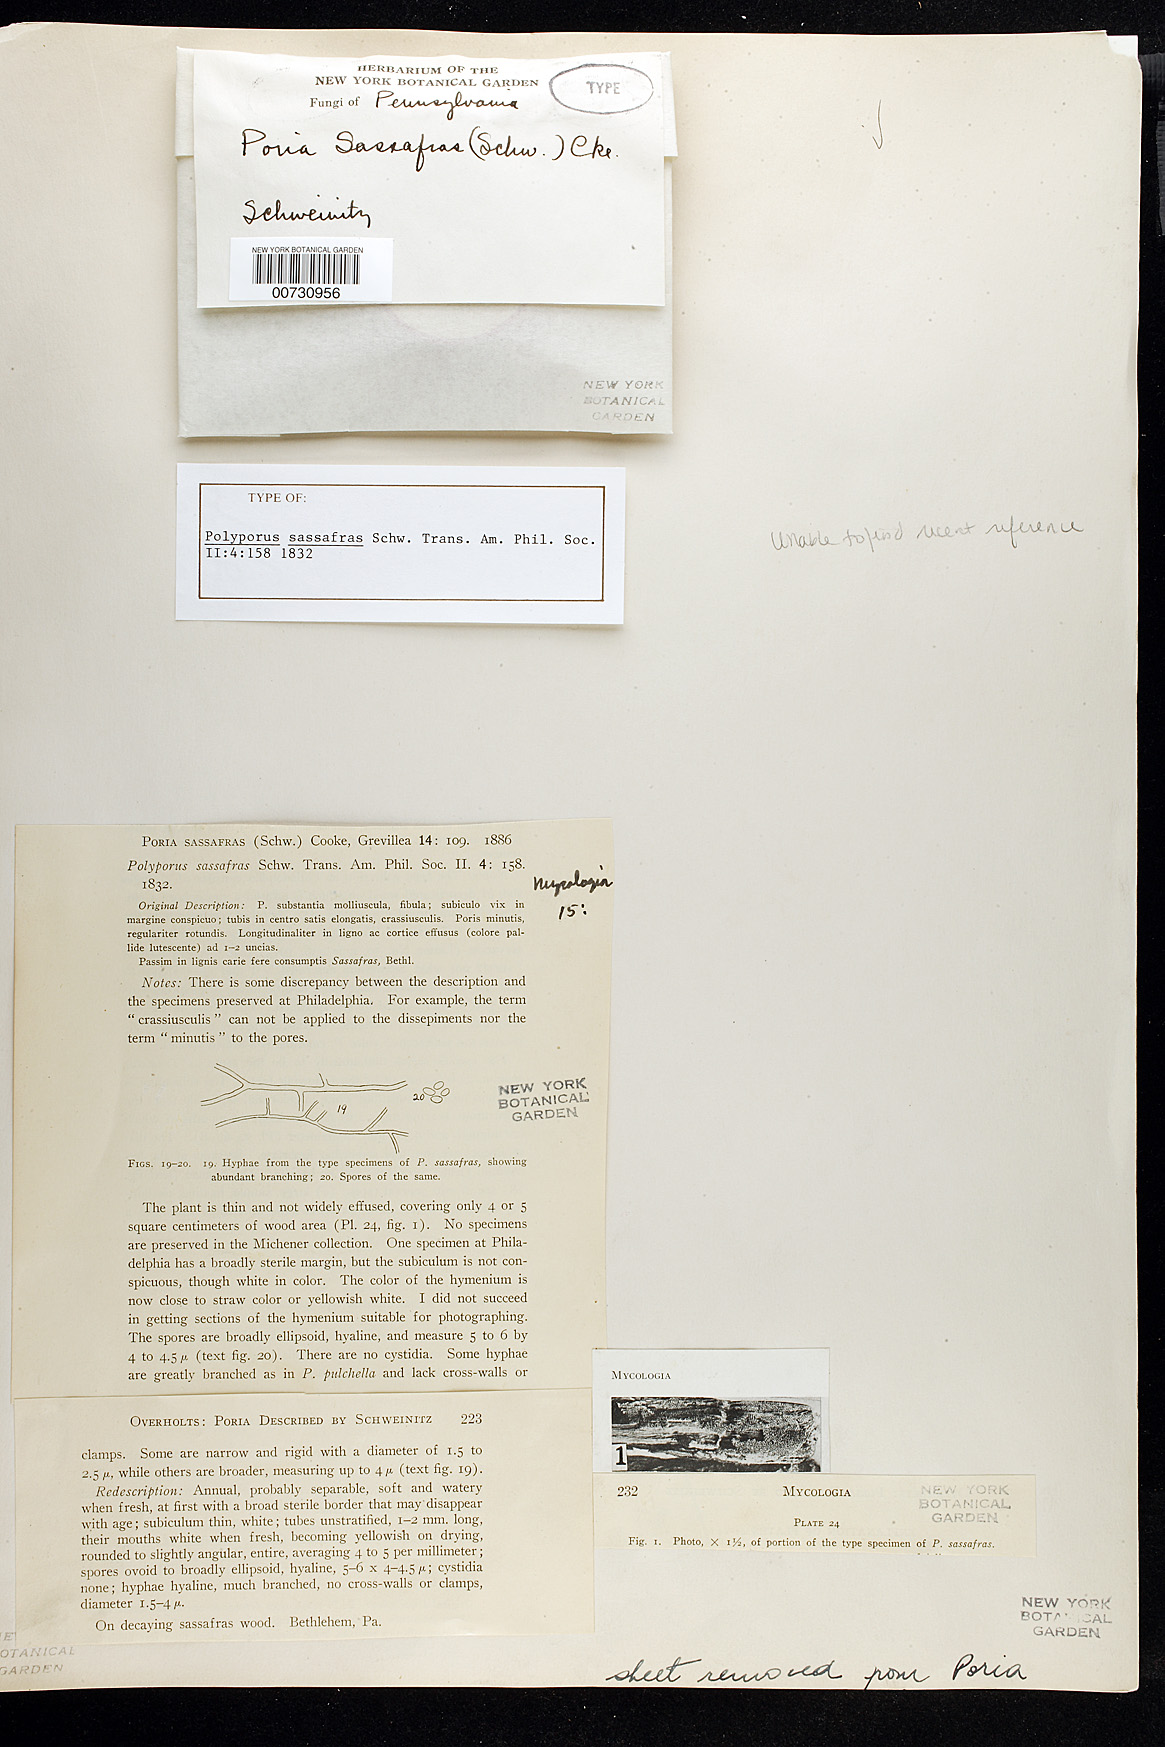 HERBARIUM OF THE
NEW YORK BOTANICAL GARDEN
TYPE
Fungi of Pennsylvania
Poria Sassafras (Schw.) Cke.
Schweinitz
NEW YORK BOTANICAL GARDEN
00730956
NEW YORK
BOTANICAL
GARDEN
TYPE OF:
Polyporus sassafras Schw. Trans. Am. Phil. Soc.
II:4:158 1832
Unable to find recent reference
PORIA SASSAFRAS (Schw.) Cooke, Grevillea 14: 109. 1886
Polyporus sassafras Schw. Trans. Am. Phil. Soc. II. 4: 158.
1832.
Mycologia
15:
Original Description: P. substantia molliuscula, fibula; subiculo vix in
margine conspicuo; tubis in centro satis elongatis, crassiusculis. Poris minutis,
regulariter rotundis. Longitudinaliter in ligno ac cortice effusus (colore pal-
lide lutescente) ad 1–2 uncias.
Passim in lignis carie fere consumptis Sassafras, Bethl.
Notes: There is some discrepancy between the description and
the specimens preserved at Philadelphia. For example, the term
“ crassiusculis ” can not be applied to the dissepiments nor the
term “ minutis ” to the pores.
19
20
NEW YORK
BOTANICAL
GARDEN
FIGS. 19–20. 19. Hyphae from the type specimens of P. sassafras, showing
abundant branching; 20. Spores of the same.
The plant is thin and not widely effused, covering only 4 or 5
square centimeters of wood area (Pl. 24, fig. 1). No specimens
are preserved in the Michener collection. One specimen at Phila-
delphia has a broadly sterile margin, but the subiculum is not con-
spicuous, though white in color. The color of the hymenium is
now close to straw color or yellowish white. I did not succeed
in getting sections of the hymenium suitable for photographing.
The spores are broadly ellipsoid, hyaline, and measure 5 to 6 by
4 to 4.5 μ (text fig. 20). There are no cystidia. Some hyphae
are greatly branched as in P. pulchella and lack cross-walls or
OVERHOLTS: PORIA DESCRIBED BY SCHWEINITZ 223
clamps. Some are narrow and rigid with a diameter of 1.5 to
2.5 μ, while others are broader, measuring up to 4 μ (text fig. 19).
Redescription: Annual, probably separable, soft and watery
when fresh, at first with a broad sterile border that may disappear
with age; subiculum thin, white; tubes unstratified, 1–2 mm. long,
their mouths white when fresh, becoming yellowish on drying,
rounded to slightly angular, entire, averaging 4 to 5 per millimeter;
spores ovoid to broadly ellipsoid, hyaline, 5–6 x 4–4.5 μ; cystidia
none; hyphae hyaline, much branched, no cross-walls or clamps,
diameter 1.5–4 μ.
On decaying sassafras wood. Bethlehem, Pa.
OTANICAL
GARDEN
MYCOLOGIA
1
232 MYCOLOGIA
NEW YORK
BOTANICAL
GARDEN
PLATE 24
Fig. 1. Photo, × 1½, of portion of the type specimen of P. sassafras.
NEW YORK
BOTANICAL
GARDEN
sheet removed from Poria